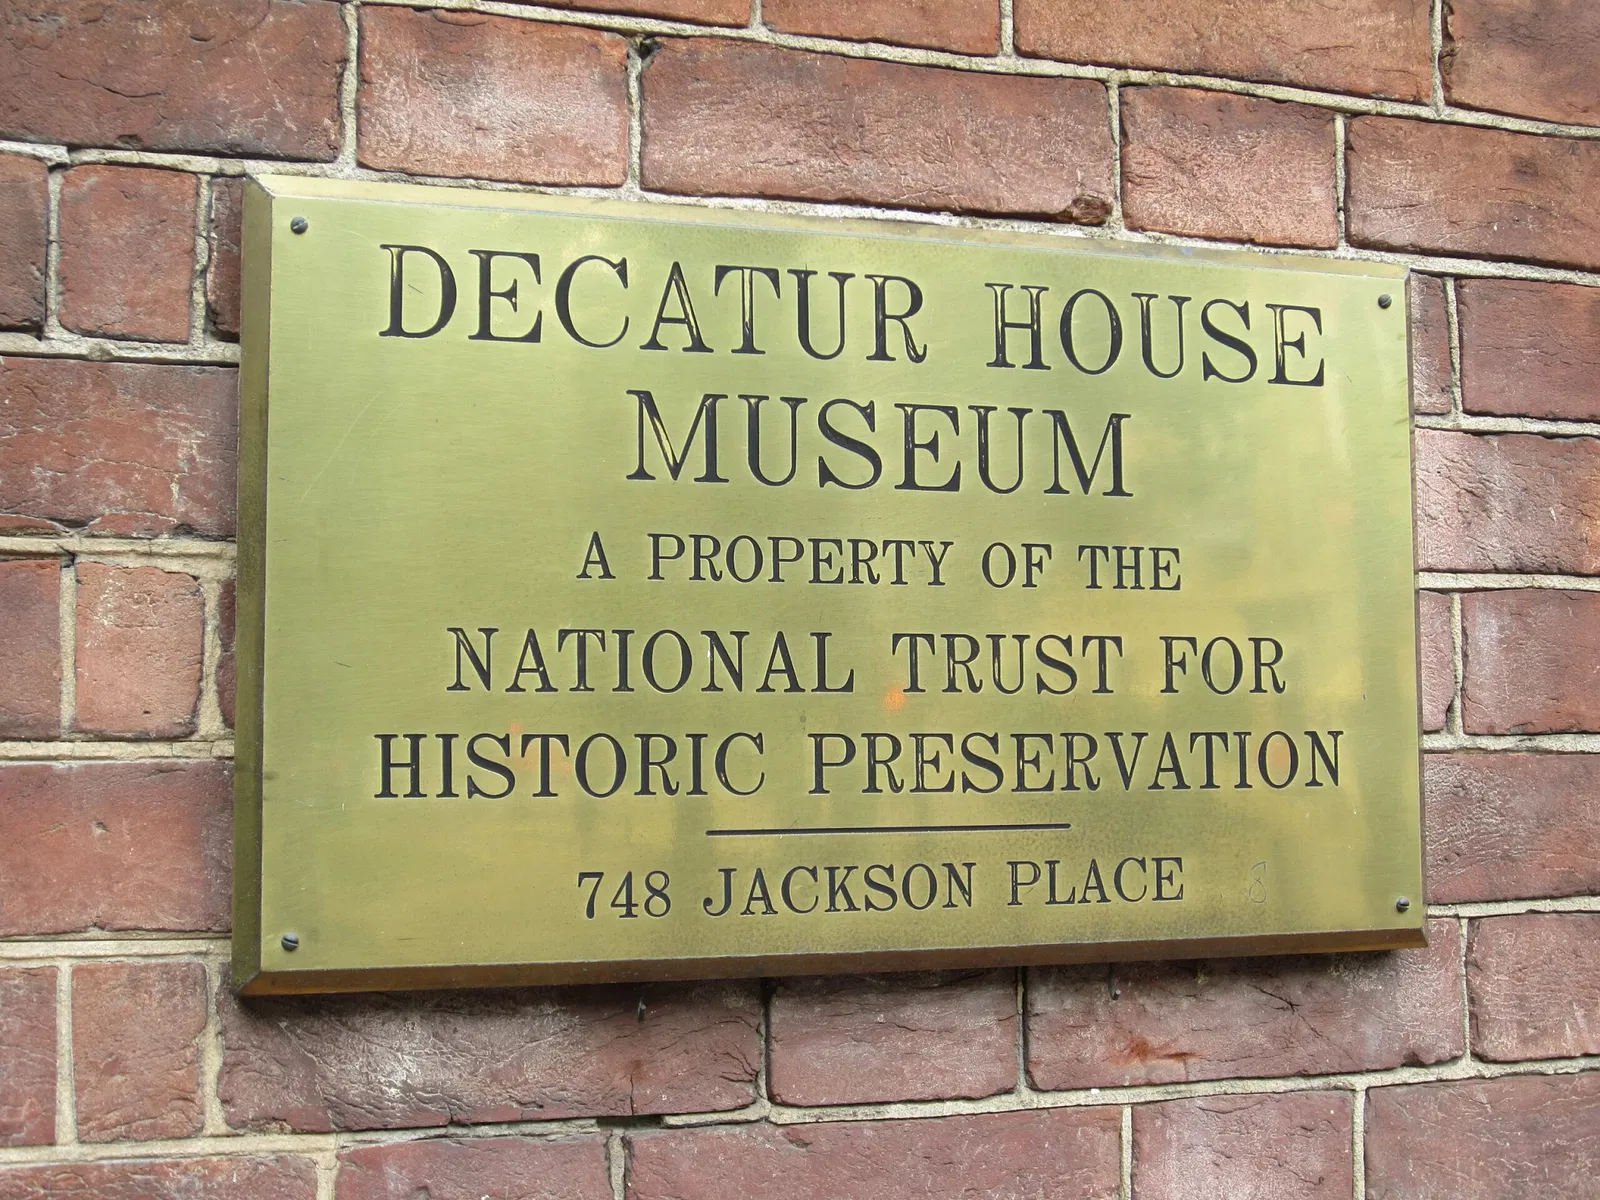 DECATUR HOUSE
MUSEUM
A PROPERTY OF THE
NATIONAL TRUST FOR
HISTORIC PRESERVATION
748 JACKSON PLACE